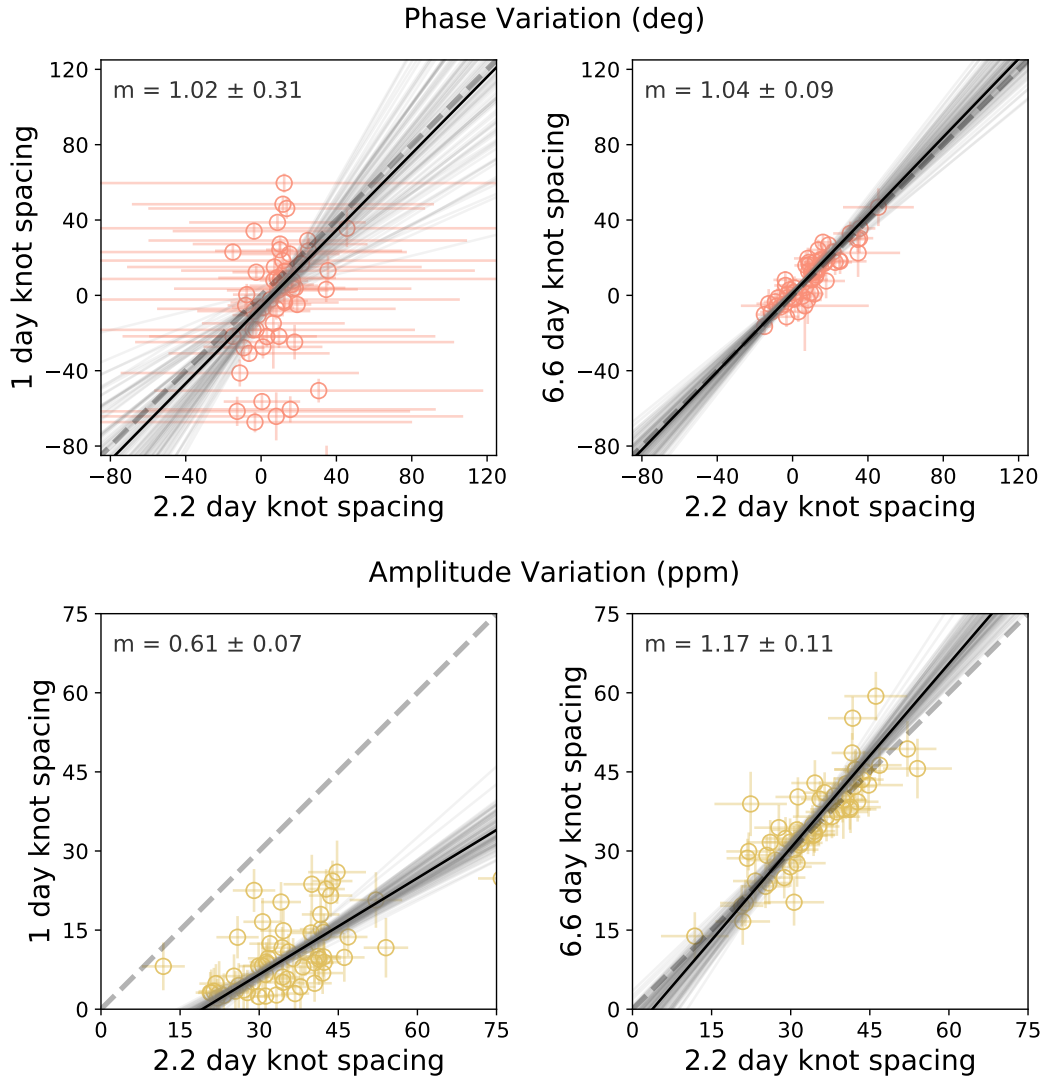 Phase Variation (deg)
m = 1.02 ± 0.31
1 day knot spacing
120
80
40
0
−40
−80
−80 −40 0 40 80 120
2.2 day knot spacing
m = 1.04 ± 0.09
6.6 day knot spacing
120
80
40
0
−40
−80
−80 −40 0 40 80 120
2.2 day knot spacing
Amplitude Variation (ppm)
m = 0.61 ± 0.07
1 day knot spacing
75
60
45
30
15
0
0 15 30 45 60 75
2.2 day knot spacing
m = 1.17 ± 0.11
6.6 day knot spacing
75
60
45
30
15
0
0 15 30 45 60 75
2.2 day knot spacing